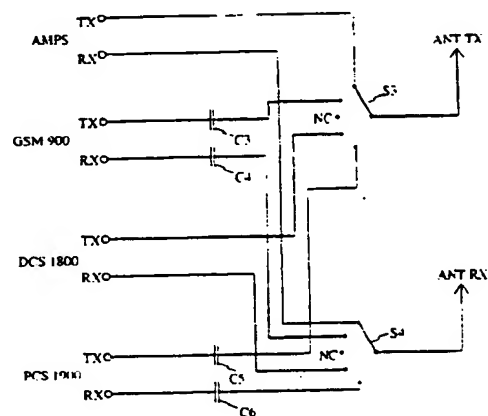 TX
AMPS
RX
ANT TX
S3
TX
NC*
C3
GSM 900
RX
C4
TX
DCS 1800
RX
ANT RX
S4
TX
NC*
C5
PCS 1900
RX
C6